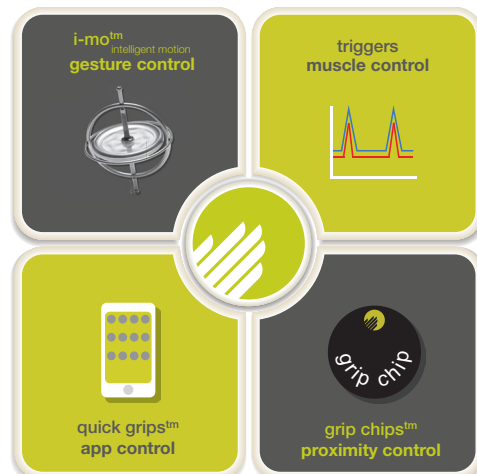 i-mo™
intelligent motion
gesture control
triggers
muscle control
quick grips™
app control
grip chip
grip chips™
proximity control